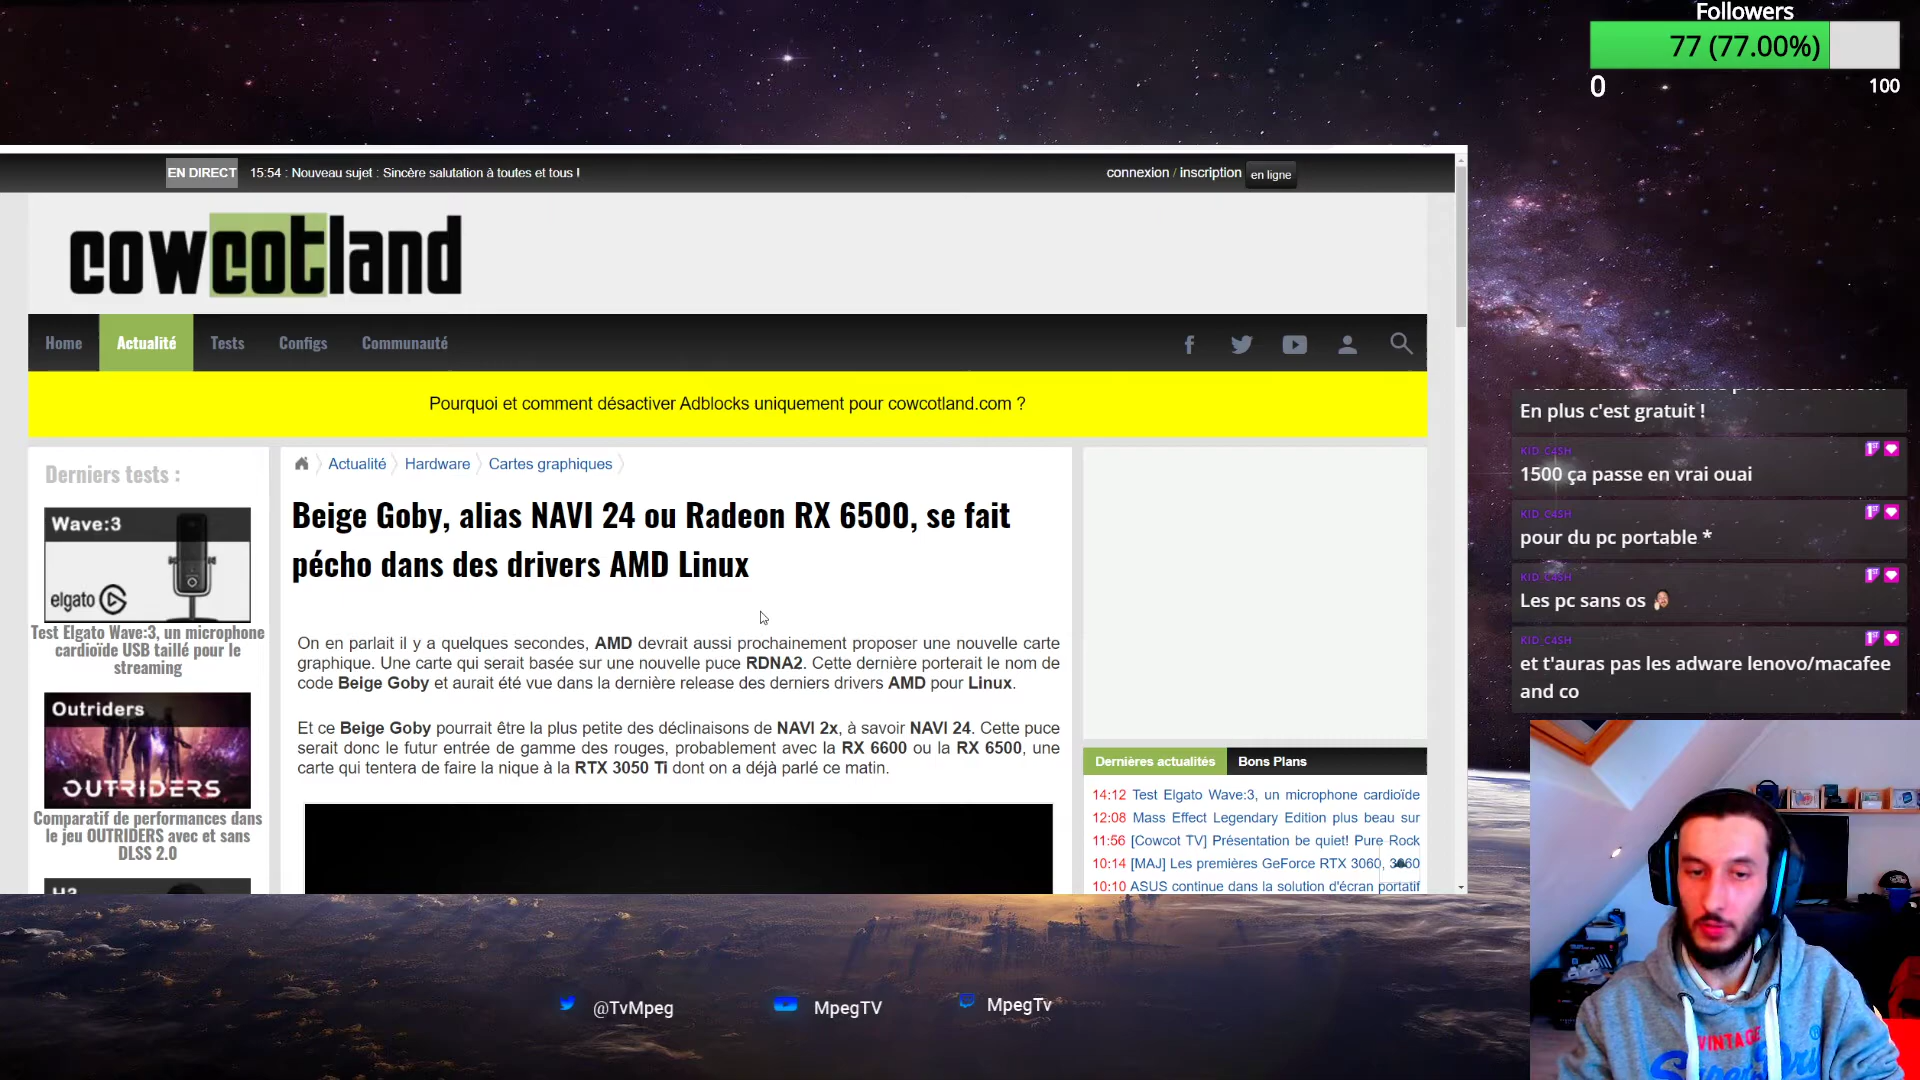 Followers
77 (77.00%)
0
100
EN DIRECT
15:54 : Nouveau sujet : Sincère salutation à toutes et tous !
connexion / inscription
en ligne
cowcotland
Home
Actualité
Tests
Configs
Communauté
Pourquoi et comment désactiver Adblocks uniquement pour cowcotland.com ?
Derniers tests :
Wave:3
elgato
Test Elgato Wave:3, un microphone
cardioïde USB taillé pour le
streaming
Outriders
OUTRIDERS
Comparatif de performances dans
le jeu OUTRIDERS avec et sans
DLSS 2.0
Actualité
Hardware
Cartes graphiques
Beige Goby, alias NAVI 24 ou Radeon RX 6500, se fait
pécho dans des drivers AMD Linux
On en parlait il y a quelques secondes, AMD devrait aussi prochainement proposer une nouvelle carte
graphique. Une carte qui serait basée sur une nouvelle puce RDNA2. Cette dernière porterait le nom de
code Beige Goby et aurait été vue dans la dernière release des derniers drivers AMD pour Linux.
Et ce Beige Goby pourrait être la plus petite des déclinaisons de NAVI 2x, à savoir NAVI 24. Cette puce
serait donc le futur entrée de gamme des rouges, probablement avec la RX 6600 ou la RX 6500, une
carte qui tentera de faire la nique à la RTX 3050 Ti dont on a déjà parlé ce matin.
Dernières actualités
Bons Plans
14:12 Test Elgato Wave:3, un microphone cardioïde
12:08 Mass Effect Legendary Edition plus beau sur
11:56 [Cowcot TV] Présentation be quiet! Pure Rock
10:14 [MAJ] Les premières GeForce RTX 3060, 3060
10:10 ASUS continue dans la solution d'écran portatif
En plus c'est gratuit !
KID C4SH
1500 ça passe en vrai ouai
KID C4SH
pour du pc portable *
KID C4SH
Les pc sans os
KID C4SH
et t'auras pas les adware lenovo/macafee
and co
@TvMpeg
MpegTV
MpegTv
VINTAGE